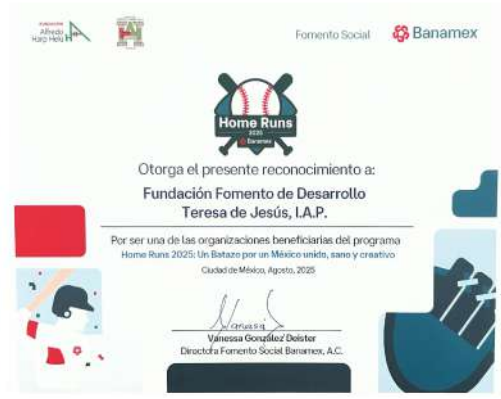 FUNDACIÓN
Alfredo
Harp Helú
Fomento Social
Banamex
Home Runs
2025
Banamex
Otorga el presente reconocimiento a:
Fundación Fomento de Desarrollo
Teresa de Jesús, I.A.P.
Por ser una de las organizaciones beneficiarias del programa
Home Runs 2025: Un Batazo por un México unido, sano y creativo
Ciudad de México, Agosto, 2025
Vanessa González Deister
Directora Fomento Social Banamex, A.C.